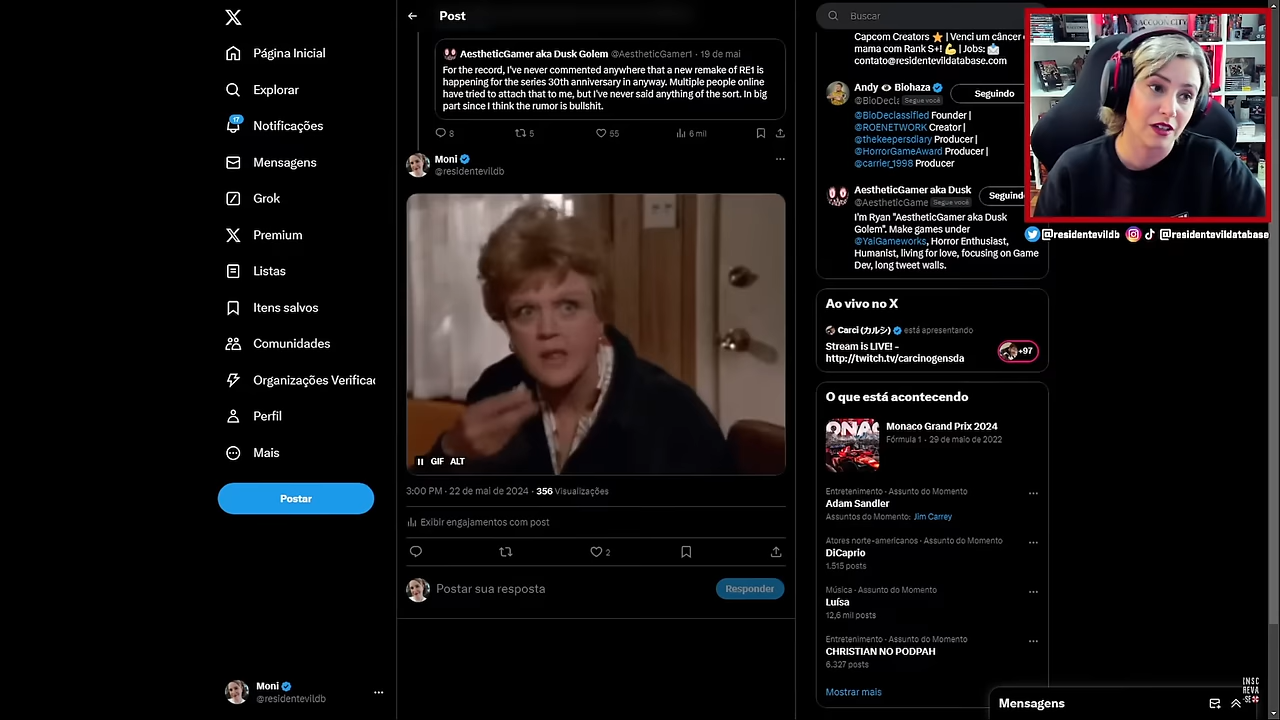 Página Inicial
Explorar
17
Notificações
Mensagens
Grok
Premium
Listas
Itens salvos
Comunidades
Organizações Verifica
Perfil
Mais
Postar
Moni
@residentevildb
Post
AestheticGamer aka Dusk Golem @AestheticGamer1 · 19 de mai
For the record, I've never commented anywhere that a new remake of RE1 is
happening for the series 30th anniversary in anyway. Multiple people online
have tried to attach that to me, but I've never said anything of the sort. In big
part since I think the rumor is bullshit.
8
5
55
6 mil
Moni
@residentevildb
GIF ALT
3:00 PM · 22 de mai de 2024 · 356 Visualizações
Exibir engajamentos com post
2
Postar sua resposta
Responder
Buscar
Capcom Creators | Venci um câncer
mama com Rank S+! | Jobs:
contato@residentevildatabase.com
Andy Biohaza
@BioDecla Segue você
Seguindo
@BioDeclassified Founder |
@ROENETWORK Creator |
@thekeepersdiary Producer |
@HorrorGameAward Producer |
@carrier_1998 Producer
AestheticGamer aka Dusk
@AestheticGame Segue você
Seguindo
I'm Ryan "AestheticGamer aka Dusk
Golem". Make games under
@YaiGameworks, Horror Enthusiast,
Humanist, living for love, focusing on Game
Dev, long tweet walls.
Ao vivo no X
Carci (カルシ) está apresentando
Stream is LIVE! -
http://twitch.tv/carcinogensda
+97
O que está acontecendo
Monaco Grand Prix 2024
Fórmula 1 · 29 de maio de 2022
Entretenimento · Assunto do Momento
Adam Sandler
Assuntos do Momento: Jim Carrey
Atores norte-americanos · Assunto do Momento
DiCaprio
1.515 posts
Música · Assunto do Momento
Luísa
12,6 mil posts
Entretenimento · Assunto do Momento
CHRISTIAN NO PODPAH
6.327 posts
Mostrar mais
Mensagens
RACCOON CITY
@residentevildb
@residentevildatabase
INSC
REVA
-SE